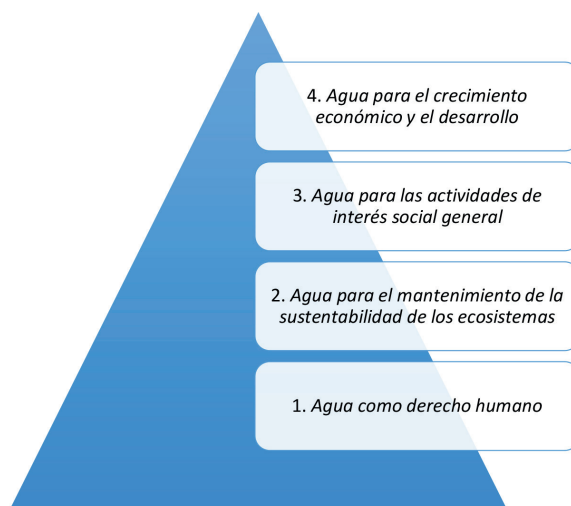 4. Agua para el crecimiento
económico y el desarrollo
3. Agua para las actividades de
interés social general
2. Agua para el mantenimiento de la
sustentabilidad de los ecosistemas
1. Agua como derecho humano